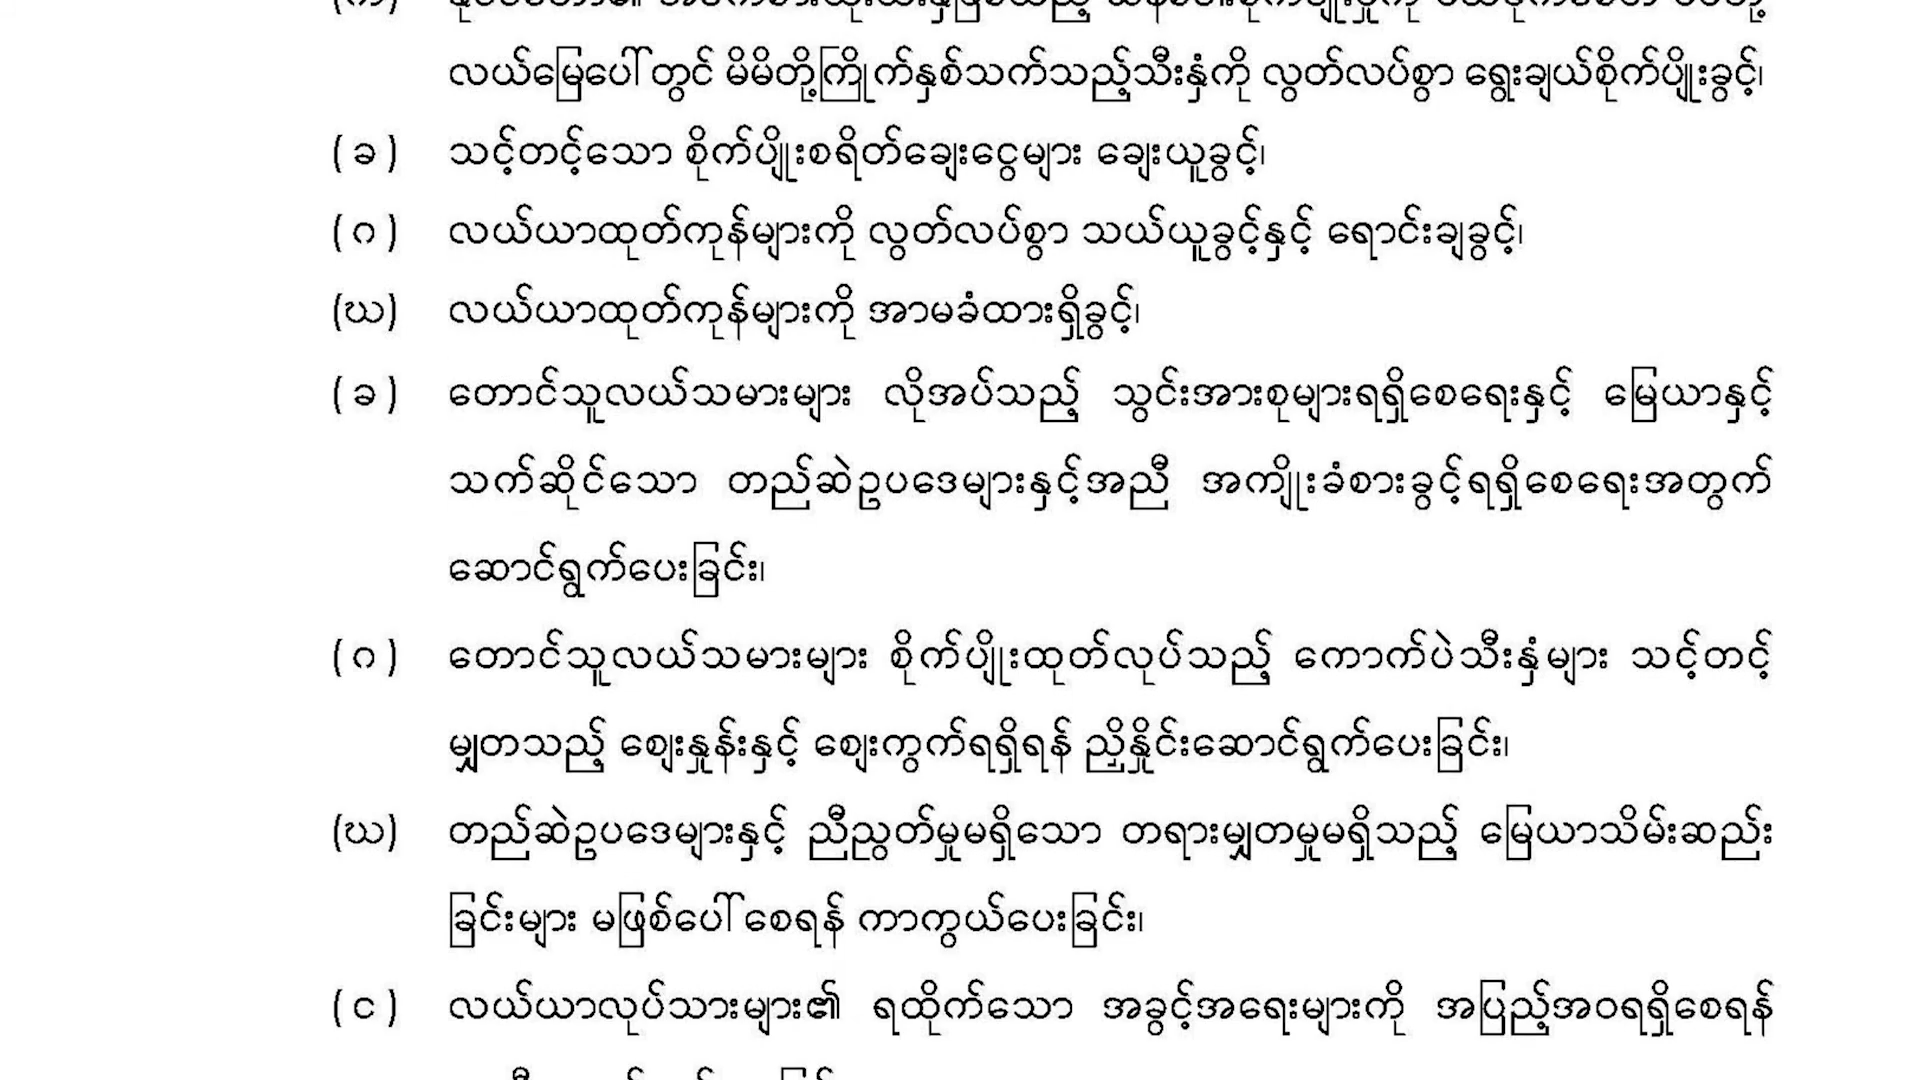 လယ်မြေပေါ်တွင် မိမိတို့ကြိုက်နှစ်သက်သည့်သီးနှံကို လွတ်လပ်စွာ ရွေးချယ်စိုက်ပျိုးခွင့်၊
( ခ ) သင့်တင့်သော စိုက်ပျိုးစရိတ်ချေးငွေများ ချေးယူခွင့်၊
( ဂ ) လယ်ယာထုတ်ကုန်များကို လွတ်လပ်စွာ သယ်ယူခွင့်နှင့် ရောင်းချခွင့်၊
(ဃ) လယ်ယာထုတ်ကုန်များကို အာမခံထားရှိခွင့်၊
( ခ ) တောင်သူလယ်သမားများ လိုအပ်သည့် သွင်းအားစုများရရှိစေရေးနှင့် မြေယာနှင့်
သက်ဆိုင်သော တည်ဆဲဥပဒေများနှင့်အညီ အကျိုးခံစားခွင့်ရရှိစေရေးအတွက်
ဆောင်ရွက်ပေးခြင်း၊
( ဂ ) တောင်သူလယ်သမားများ စိုက်ပျိုးထုတ်လုပ်သည့် ကောက်ပဲသီးနှံများ သင့်တင့်
မျှတသည့် ဈေးနှုန်းနှင့် ဈေးကွက်ရရှိရန် ညှိနှိုင်းဆောင်ရွက်ပေးခြင်း၊
(ဃ) တည်ဆဲဥပဒေများနှင့် ညီညွတ်မှုမရှိသော တရားမျှတမှုမရှိသည့် မြေယာသိမ်းဆည်း
ခြင်းများ မဖြစ်ပေါ်စေရန် ကာကွယ်ပေးခြင်း၊
( င ) လယ်ယာလုပ်သားများ၏ ရထိုက်သော အခွင့်အရေးများကို အပြည့်အဝရရှိစေရန်